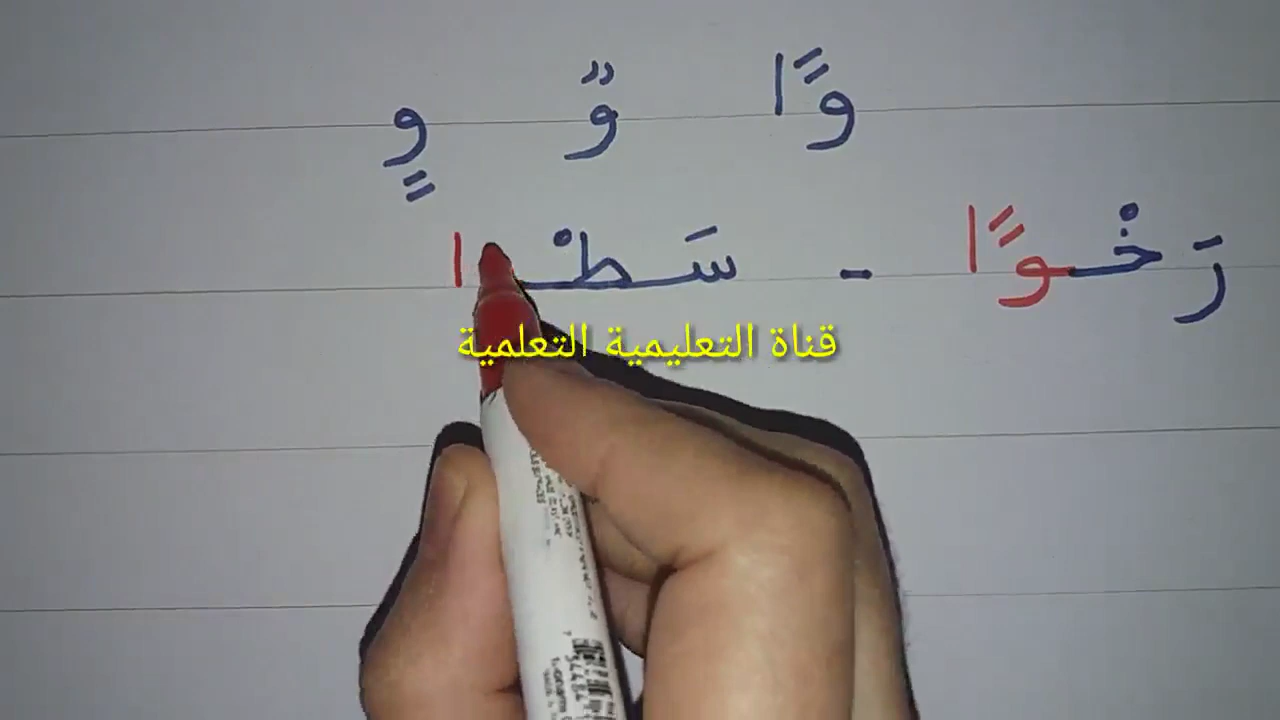 وًا وٌ وٍ
رَخْوًا - سَطْـ ـا
قناة التعليمية التعلمية